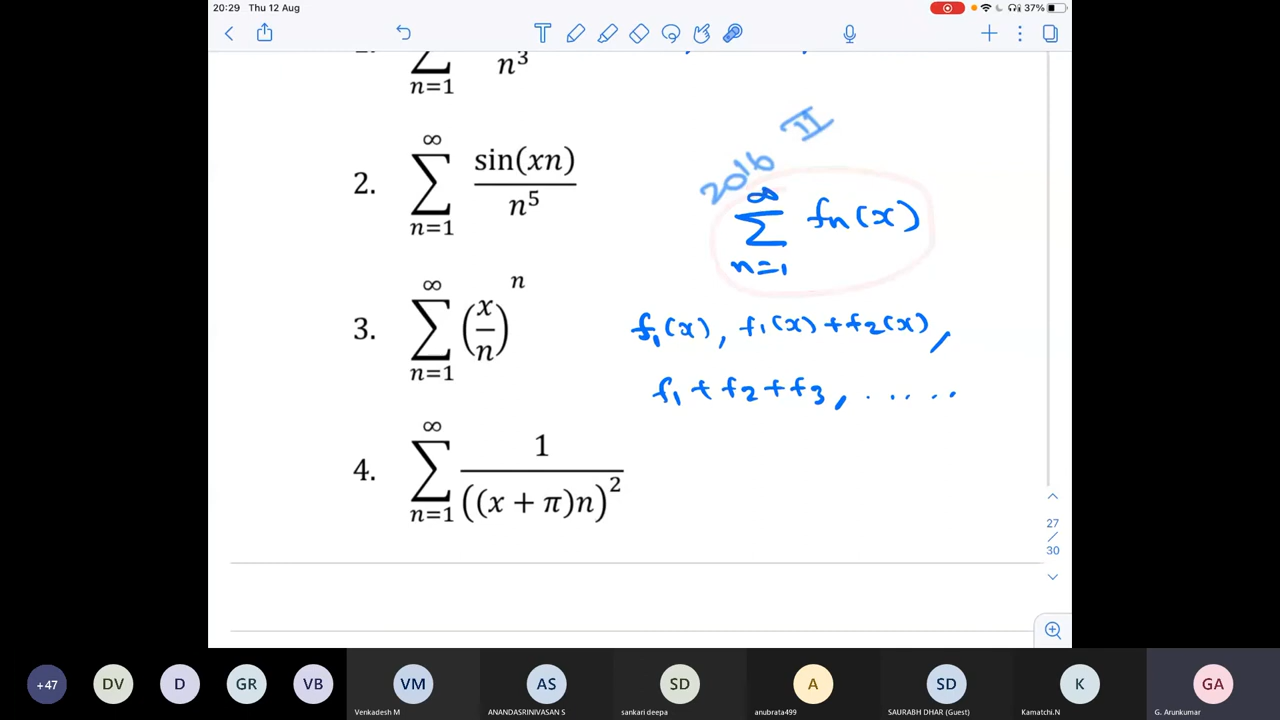 20:29 Thu 12 Aug
37%
n=1
n³
2. ∞ ∑ n=1 sin(xn)/n⁵
2016 II
∞ ∑ n=1 fn(x)
3. ∞ ∑ n=1 (x/n)ⁿ
f₁(x), f₁(x)+f₂(x),
f₁+f₂+f₃, ......
4. ∞ ∑ n=1 1/((x + π)n)²
27
/
30
+47
DV
D
GR
VB
VM
AS
SD
A
SD
K
GA
Venkadesh M
ANANDASRINIVASAN S
sankari deepa
anubrata499
SAURABH DHAR (Guest)
Kamatchi.N
G. Arunkumar